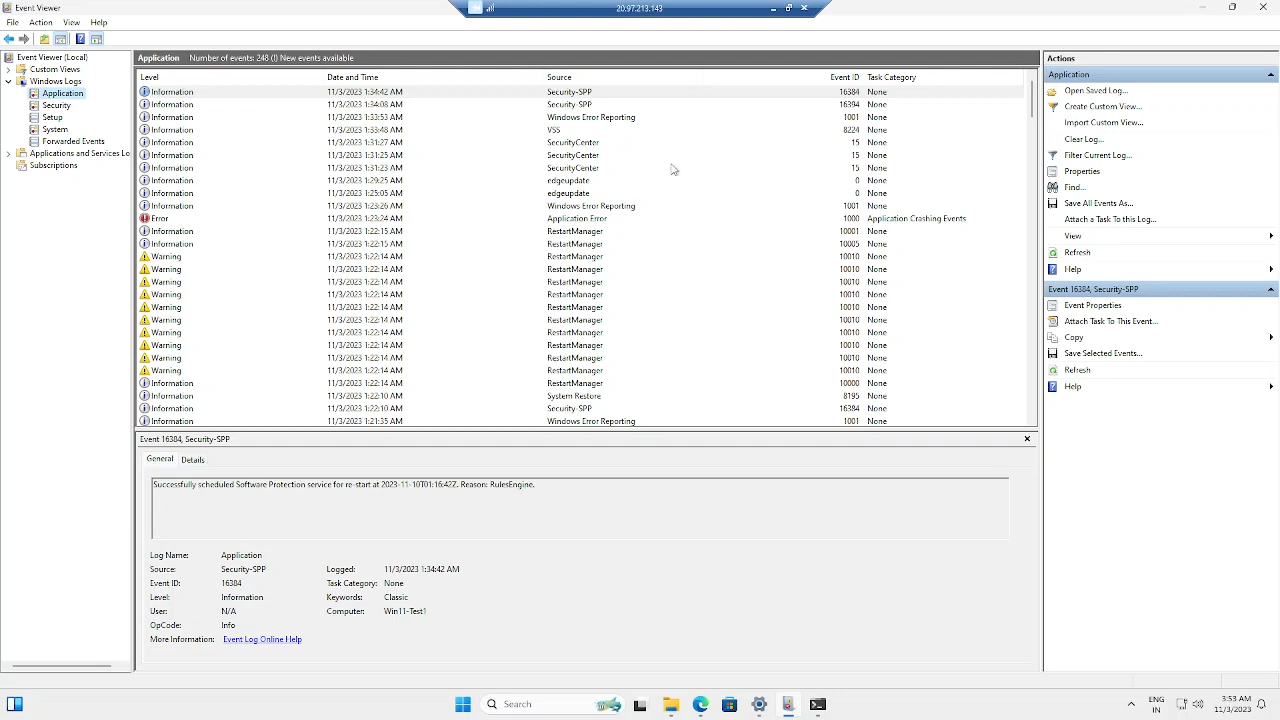 Event Viewer
20.97.213.143
File Action View Help
Event Viewer (Local)
Custom Views
Windows Logs
Application
Security
Setup
System
Forwarded Events
Applications and Services Lo
Subscriptions
Application Number of events: 248 (!) New events available
Level Date and Time Source Event ID Task Category
Information 11/3/2023 1:34:42 AM Security-SPP 16384 None
Information 11/3/2023 1:34:08 AM Security-SPP 16394 None
Information 11/3/2023 1:33:53 AM Windows Error Reporting 1001 None
Information 11/3/2023 1:33:48 AM VSS 8224 None
Information 11/3/2023 1:31:27 AM SecurityCenter 15 None
Information 11/3/2023 1:31:25 AM SecurityCenter 15 None
Information 11/3/2023 1:31:23 AM SecurityCenter 15 None
Information 11/3/2023 1:29:25 AM edgeupdate 0 None
Information 11/3/2023 1:25:05 AM edgeupdate 0 None
Information 11/3/2023 1:23:26 AM Windows Error Reporting 1001 None
Error 11/3/2023 1:23:24 AM Application Error 1000 Application Crashing Events
Information 11/3/2023 1:22:15 AM RestartManager 10001 None
Information 11/3/2023 1:22:15 AM RestartManager 10005 None
Warning 11/3/2023 1:22:14 AM RestartManager 10010 None
Warning 11/3/2023 1:22:14 AM RestartManager 10010 None
Warning 11/3/2023 1:22:14 AM RestartManager 10010 None
Warning 11/3/2023 1:22:14 AM RestartManager 10010 None
Warning 11/3/2023 1:22:14 AM RestartManager 10010 None
Warning 11/3/2023 1:22:14 AM RestartManager 10010 None
Warning 11/3/2023 1:22:14 AM RestartManager 10010 None
Warning 11/3/2023 1:22:14 AM RestartManager 10010 None
Warning 11/3/2023 1:22:14 AM RestartManager 10010 None
Warning 11/3/2023 1:22:14 AM RestartManager 10010 None
Information 11/3/2023 1:22:14 AM RestartManager 10000 None
Information 11/3/2023 1:22:10 AM System Restore 8195 None
Information 11/3/2023 1:22:10 AM Security-SPP 16384 None
Information 11/3/2023 1:21:35 AM Windows Error Reporting 1001 None
Event 16384, Security-SPP
General Details
Successfully scheduled Software Protection service for re-start at 2023-11-10T01:16:42Z. Reason: RulesEngine.
Log Name: Application
Source: Security-SPP Logged: 11/3/2023 1:34:42 AM
Event ID: 16384 Task Category: None
Level: Information Keywords: Classic
User: N/A Computer: Win11-Test1
OpCode: Info
More Information: Event Log Online Help
Actions
Application
Open Saved Log...
Create Custom View...
Import Custom View...
Clear Log...
Filter Current Log...
Properties
Find...
Save All Events As...
Attach a Task To this Log...
View
Refresh
Help
Event 16384, Security-SPP
Event Properties
Attach Task To This Event...
Copy
Save Selected Events...
Refresh
Help
Search
ENG
IN
3:53 AM
11/3/2023